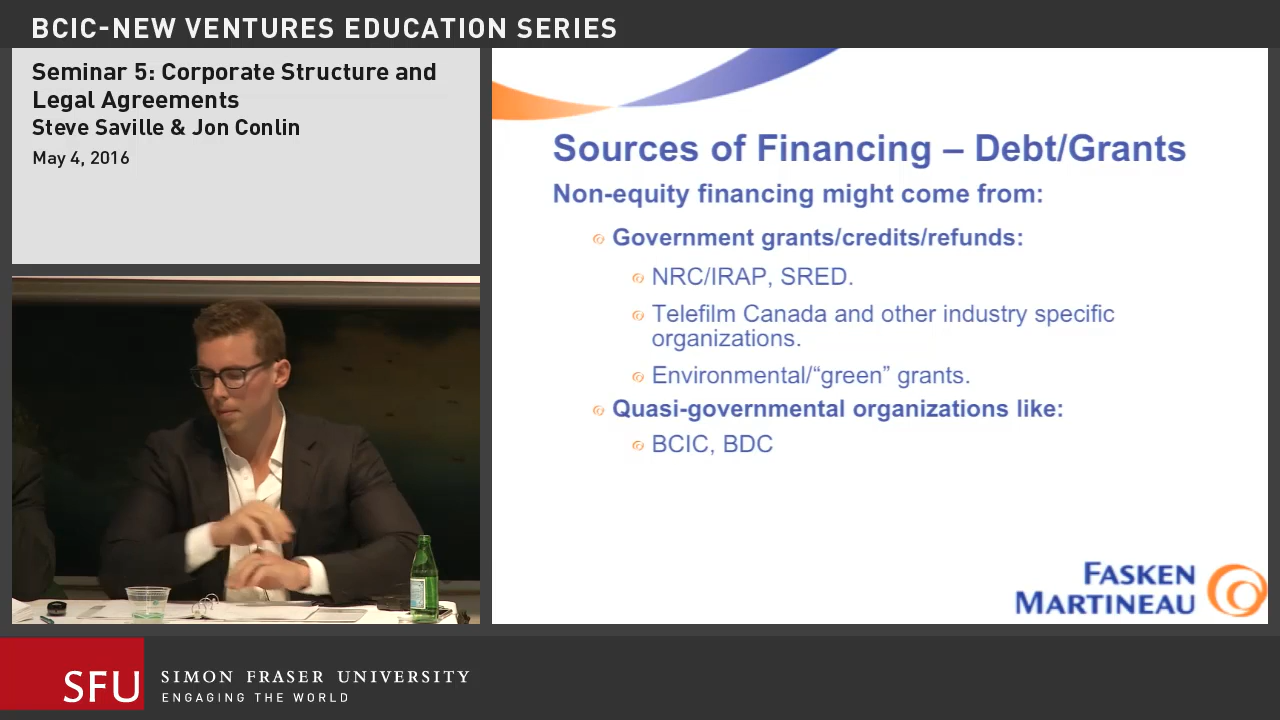 BCIC-NEW VENTURES EDUCATION SERIES
Seminar 5: Corporate Structure and
Legal Agreements
Steve Saville & Jon Conlin
May 4, 2016
Sources of Financing – Debt/Grants
Non-equity financing might come from:
Government grants/credits/refunds:
NRC/IRAP, SRED.
Telefilm Canada and other industry specific
organizations.
Environmental/“green” grants.
Quasi-governmental organizations like:
BCIC, BDC
FASKEN
MARTINEAU
SFU
SIMON FRASER UNIVERSITY
ENGAGING THE WORLD